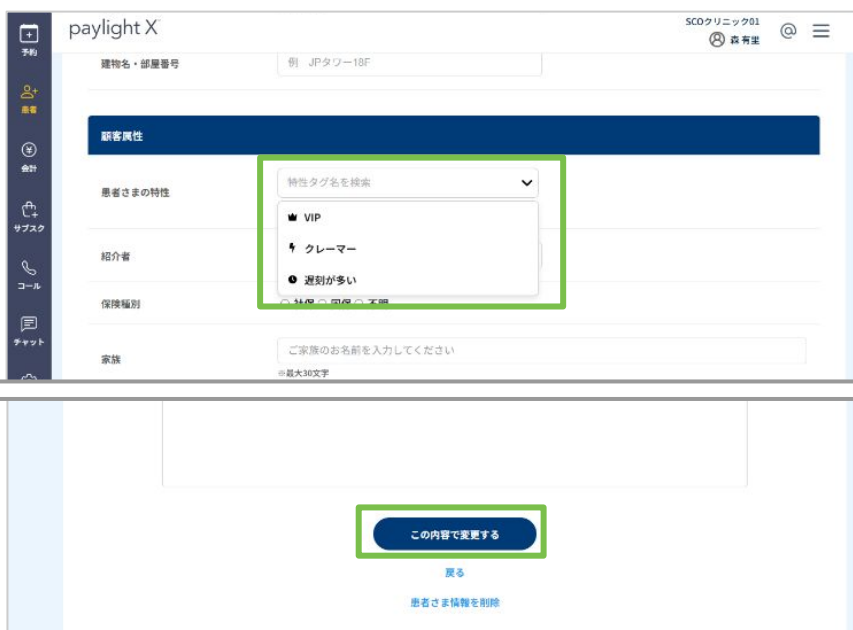 paylight X
SCOクリニック01
森 有里
予約
患者
会計
サブスク
コール
チャット
建物名・部屋番号
例 JPタワー18F
顧客属性
患者さまの特性
特性タグ名を検索
VIP
クレーマー
遅刻が多い
紹介者
保険種別
社保 国保 不明
家族
ご家族のお名前を入力してください
※最大30文字
この内容で変更する
戻る
患者さま情報を削除